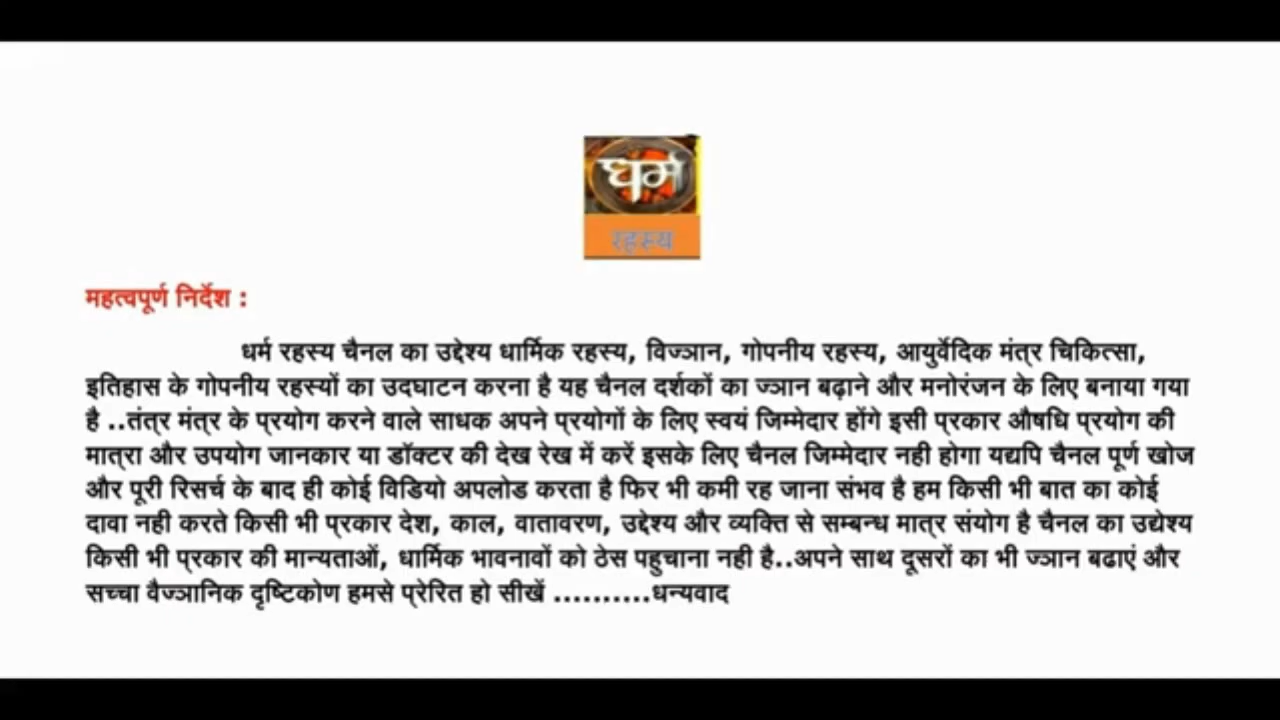 धर्म
रहस्य
महत्वपूर्ण निर्देश :
धर्म रहस्य चैनल का उद्देश्य धार्मिक रहस्य, विज्ञान, गोपनीय रहस्य, आयुर्वेदिक मंत्र चिकित्सा,
इतिहास के गोपनीय रहस्यों का उदघाटन करना है यह चैनल दर्शकों का ज्ञान बढ़ाने और मनोरंजन के लिए बनाया गया
है ..तंत्र मंत्र के प्रयोग करने वाले साधक अपने प्रयोगों के लिए स्वयं जिम्मेदार होंगे इसी प्रकार औषधि प्रयोग की
मात्रा और उपयोग जानकार या डॉक्टर की देख रेख में करें इसके लिए चैनल जिम्मेदार नही होगा यद्यपि चैनल पूर्ण खोज
और पूरी रिसर्च के बाद ही कोई विडियो अपलोड करता है फिर भी कमी रह जाना संभव है हम किसी भी बात का कोई
दावा नही करते किसी भी प्रकार देश, काल, वातावरण, उद्देश्य और व्यक्ति से सम्बन्ध मात्र संयोग है चैनल का उद्येश्य
किसी भी प्रकार की मान्यताओं, धार्मिक भावनावों को ठेस पहुचाना नही है..अपने साथ दूसरों का भी ज्ञान बढाएं और
सच्चा वैज्ञानिक दृष्टिकोण हमसे प्रेरित हो सीखें ..........धन्यवाद